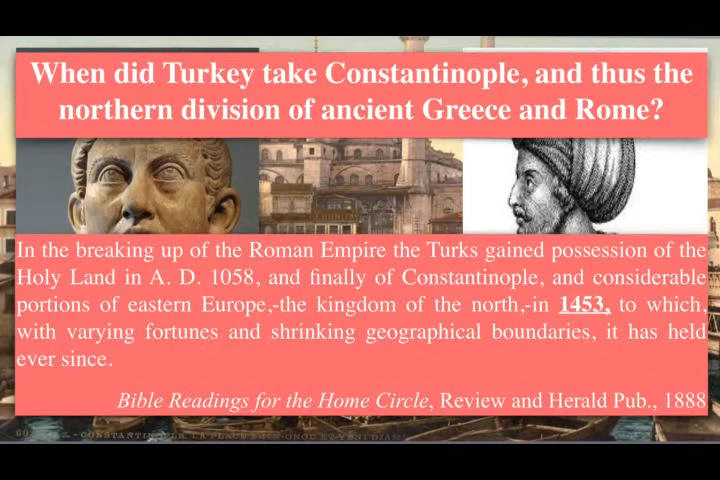 When did Turkey take Constantinople, and thus the
northern division of ancient Greece and Rome?
In the breaking up of the Roman Empire the Turks gained possession of the
Holy Land in A. D. 1058, and finally of Constantinople, and considerable
portions of eastern Europe,-the kingdom of the north,-in 1453, to which,
with varying fortunes and shrinking geographical boundaries, it has held
ever since.
Bible Readings for the Home Circle, Review and Herald Pub., 1888